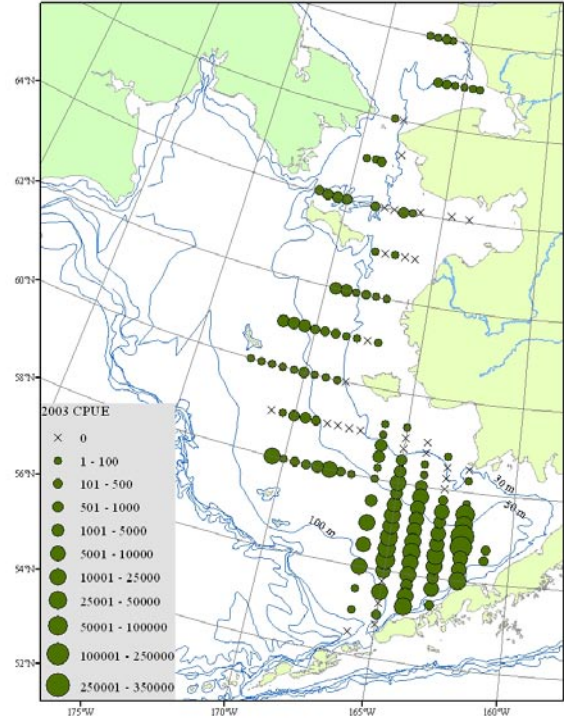 64°N
62°N
60°N
58°N
56°N
54°N
52°N
2003 CPUE
0
1 - 100
101 - 500
501 - 1000
1001 - 5000
5001 - 10000
10001 - 25000
25001 - 50000
50001 - 100000
100001 - 250000
250001 - 350000
30 m
50 m
100 m
175°W
170°W
165°W
160°W